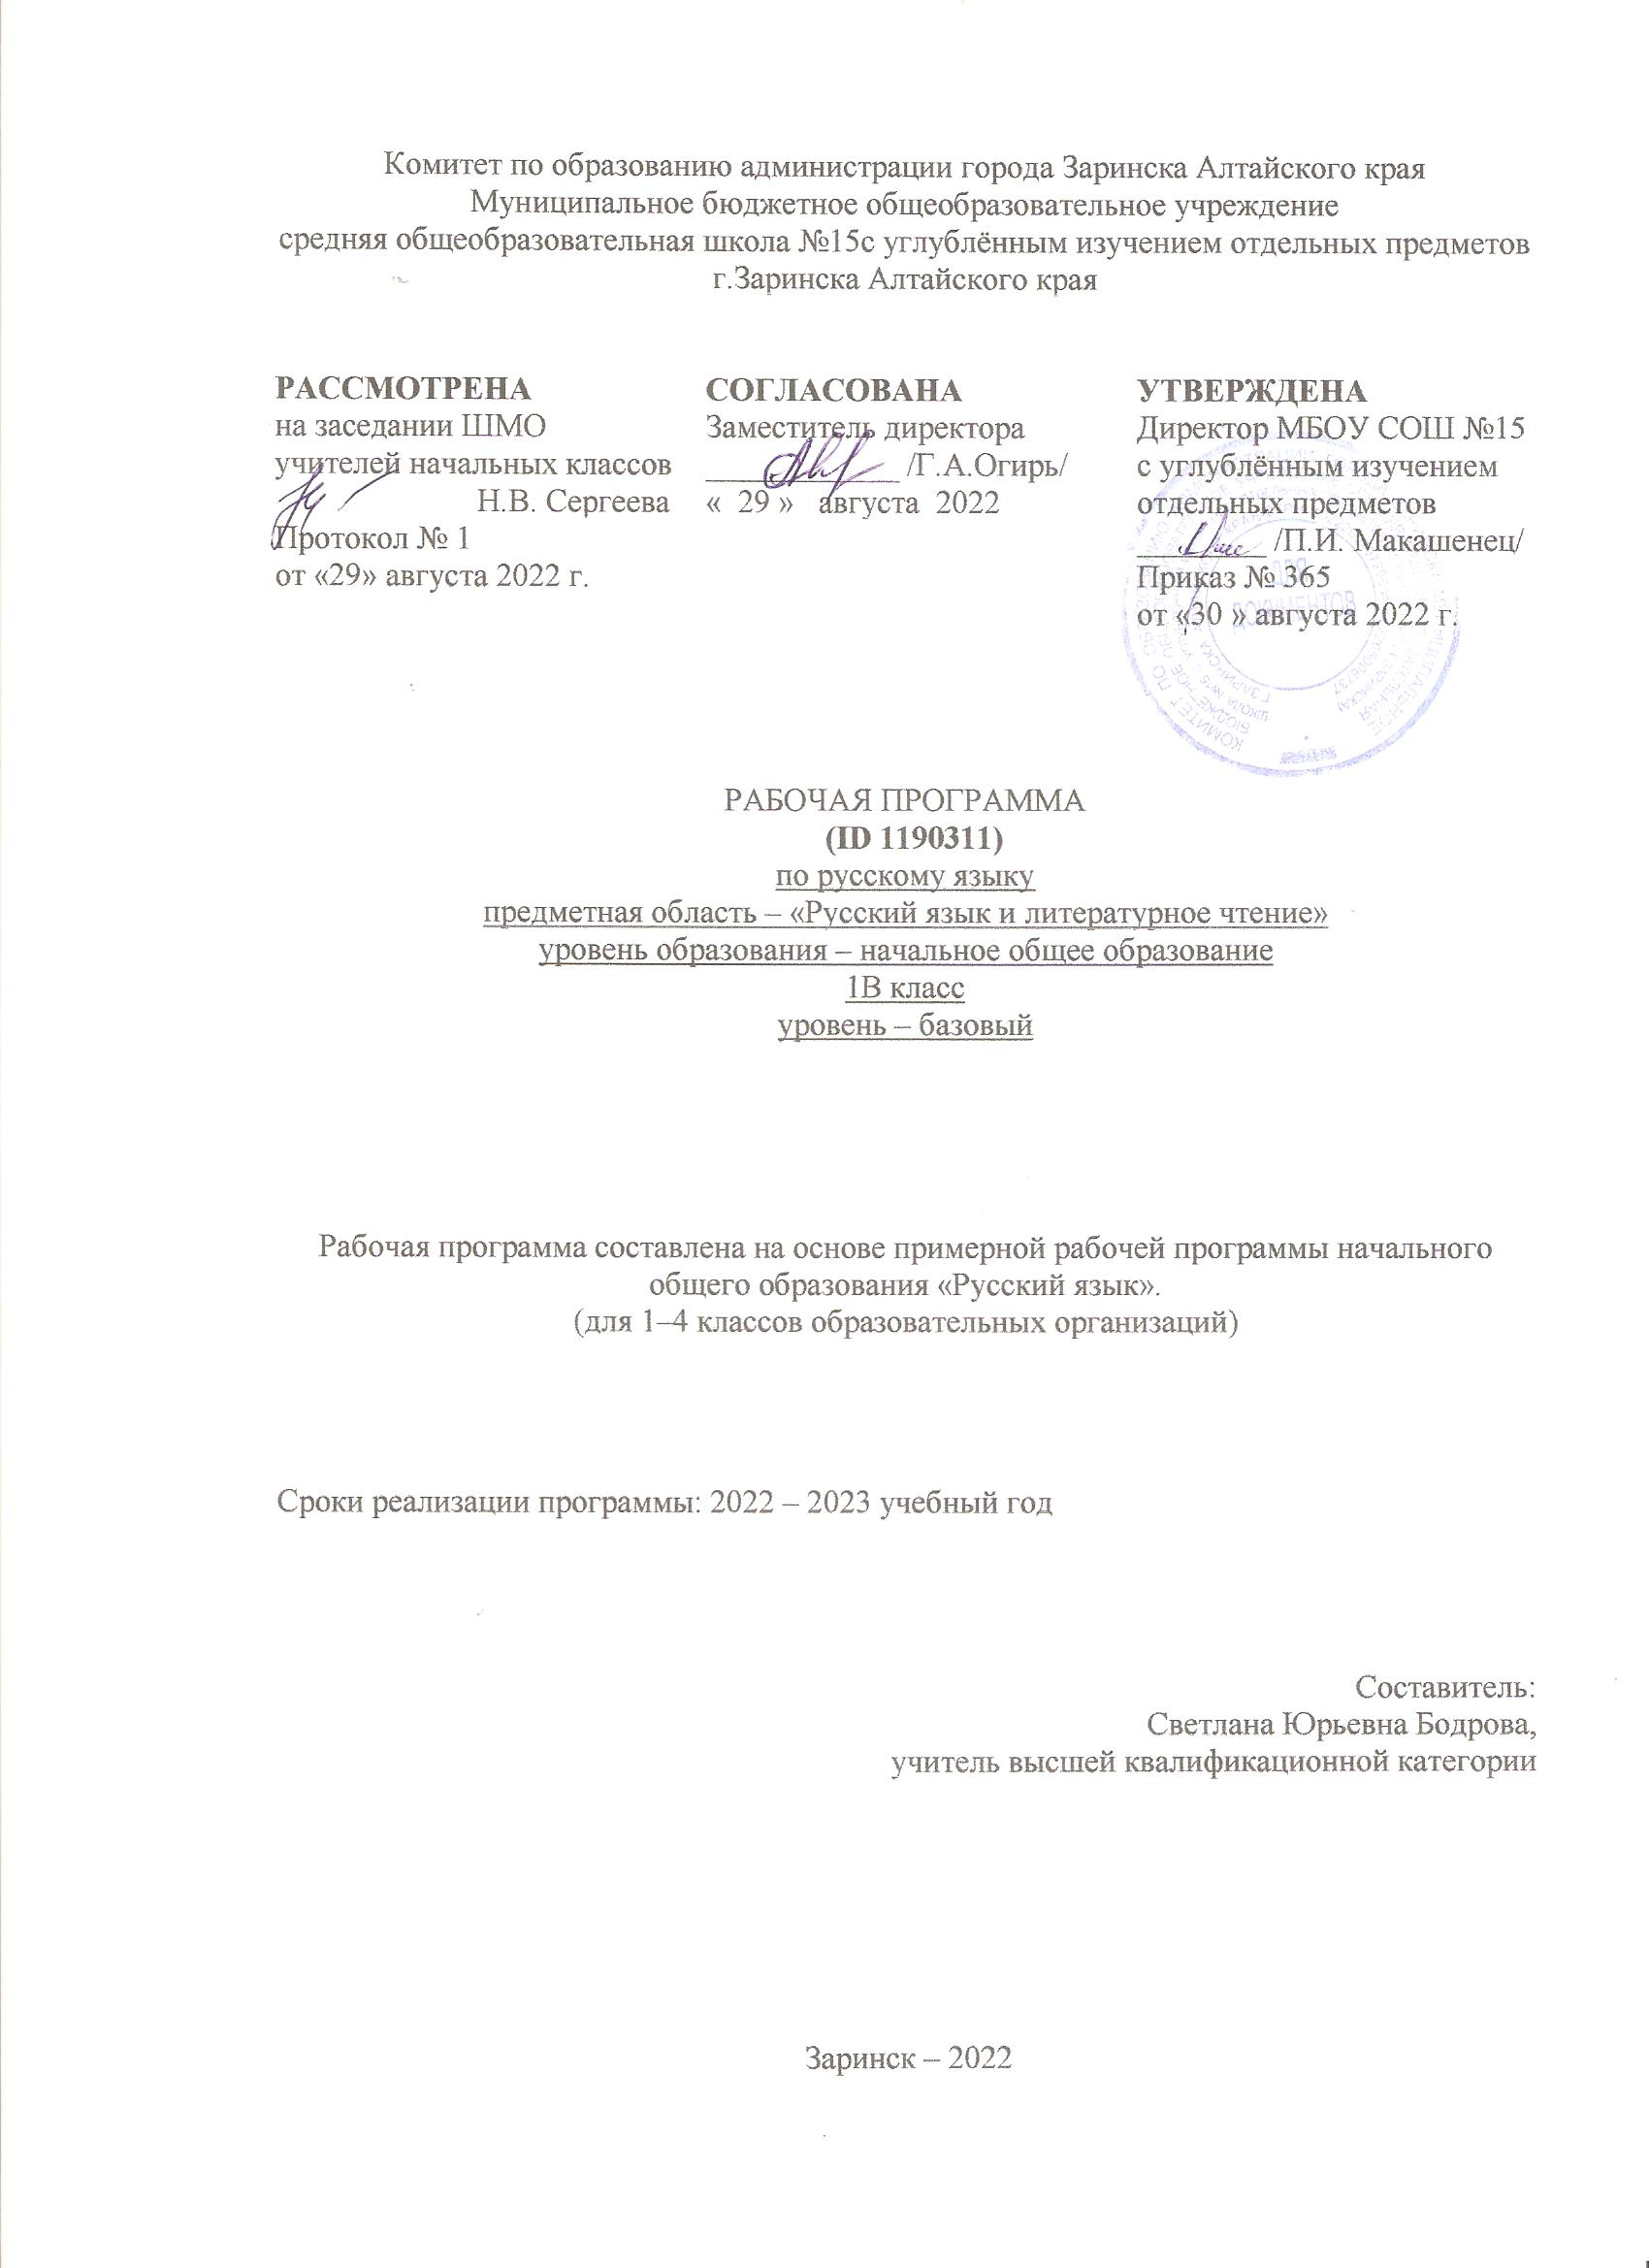 Комитет по образованию администрации города Заринска Алтайского края
Муниципальное бюджетное общеобразовательное учреждение
средняя общеобразовательная школа №15с углублённым изучением отдельных предметов
г.Заринска Алтайского края
РАССМОТРЕНА
на заседании ШМО
учителей начальных классов
Н.В. Сергеева
Протокол № 1
от «29» августа 2022 г.
СОГЛАСОВАНА
Заместитель директора
____________ /Г.А.Огирь/
« 29 » августа 2022
УТВЕРЖДЕНА
Директор МБОУ СОШ №15
с углублённым изучением
отдельных предметов
________ /П.И. Макашенец/
Приказ № 365
от «30 » августа 2022 г.
ДЛЯ
ДОКУМЕНТОВ
РАБОЧАЯ ПРОГРАММА
(ID 1190311)
по русскому языку
предметная область – «Русский язык и литературное чтение»
уровень образования – начальное общее образование
1В класс
уровень – базовый
Рабочая программа составлена на основе примерной рабочей программы начального
общего образования «Русский язык».
(для 1–4 классов образовательных организаций)
Сроки реализации программы: 2022 – 2023 учебный год
Составитель:
Светлана Юрьевна Бодрова,
учитель высшей квалификационной категории
Заринск – 2022